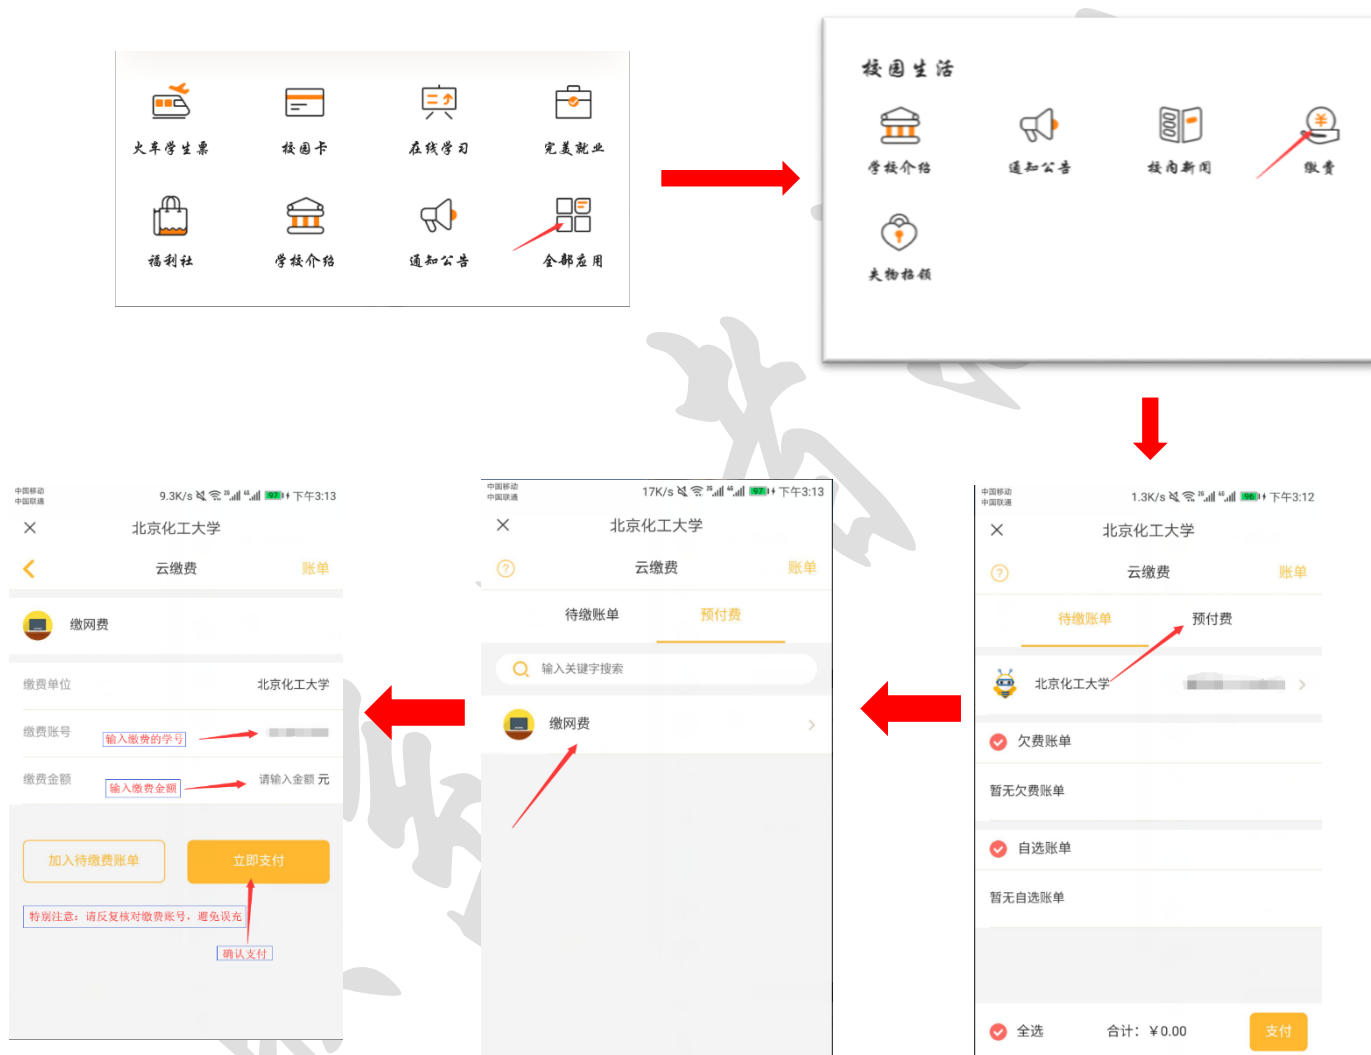 火车学生票 校园卡 在线学习 完美就业
福利社 学校介绍 通知公告 全部应用
校园生活
学校介绍 通知公告 校内新闻 缴费
失物招领
中国移动
中国联通
1.3K/s 2G 4G 96 下午3:12
北京化工大学
云缴费 账单
待缴账单 预付费
北京化工大学
欠费账单
暂无欠费账单
自选账单
暂无自选账单
全选 合计：￥0.00 支付
中国移动
中国联通
17K/s 2G 4G 97 下午3:13
北京化工大学
云缴费 账单
待缴账单 预付费
输入关键字搜索
缴网费
中国移动
中国联通
9.3K/s 2G 4G 97 下午3:13
北京化工大学
云缴费 账单
缴网费
缴费单位 北京化工大学
缴费账号 输入缴费的学号
缴费金额 输入缴费金额 请输入金额 元
加入待缴费账单 立即支付
特别注意：请反复核对缴费账号，避免误充
确认支付